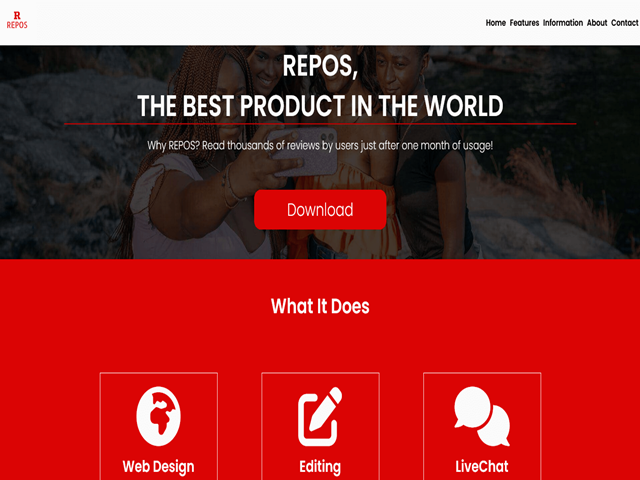 R
REPOS
Home Features Information About Contact
REPOS,
THE BEST PRODUCT IN THE WORLD
Why REPOS? Read thousands of reviews by users just after one month of usage!
Download
What It Does
Web Design
Editing
LiveChat